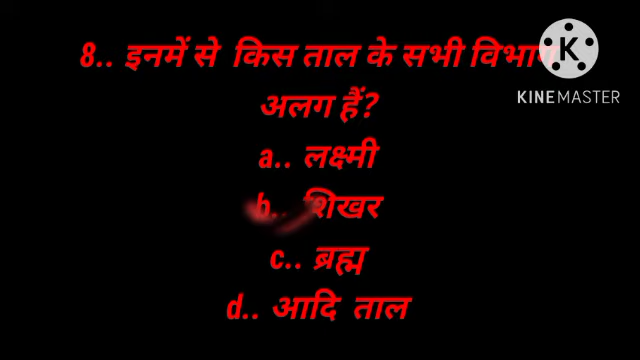 8.. इनमें से किस ताल के सभी विभाग
अलग हैं?
a.. लक्ष्मी
b.. शिखर
c.. ब्रह्म
d.. आदि ताल
K
KINEMASTER